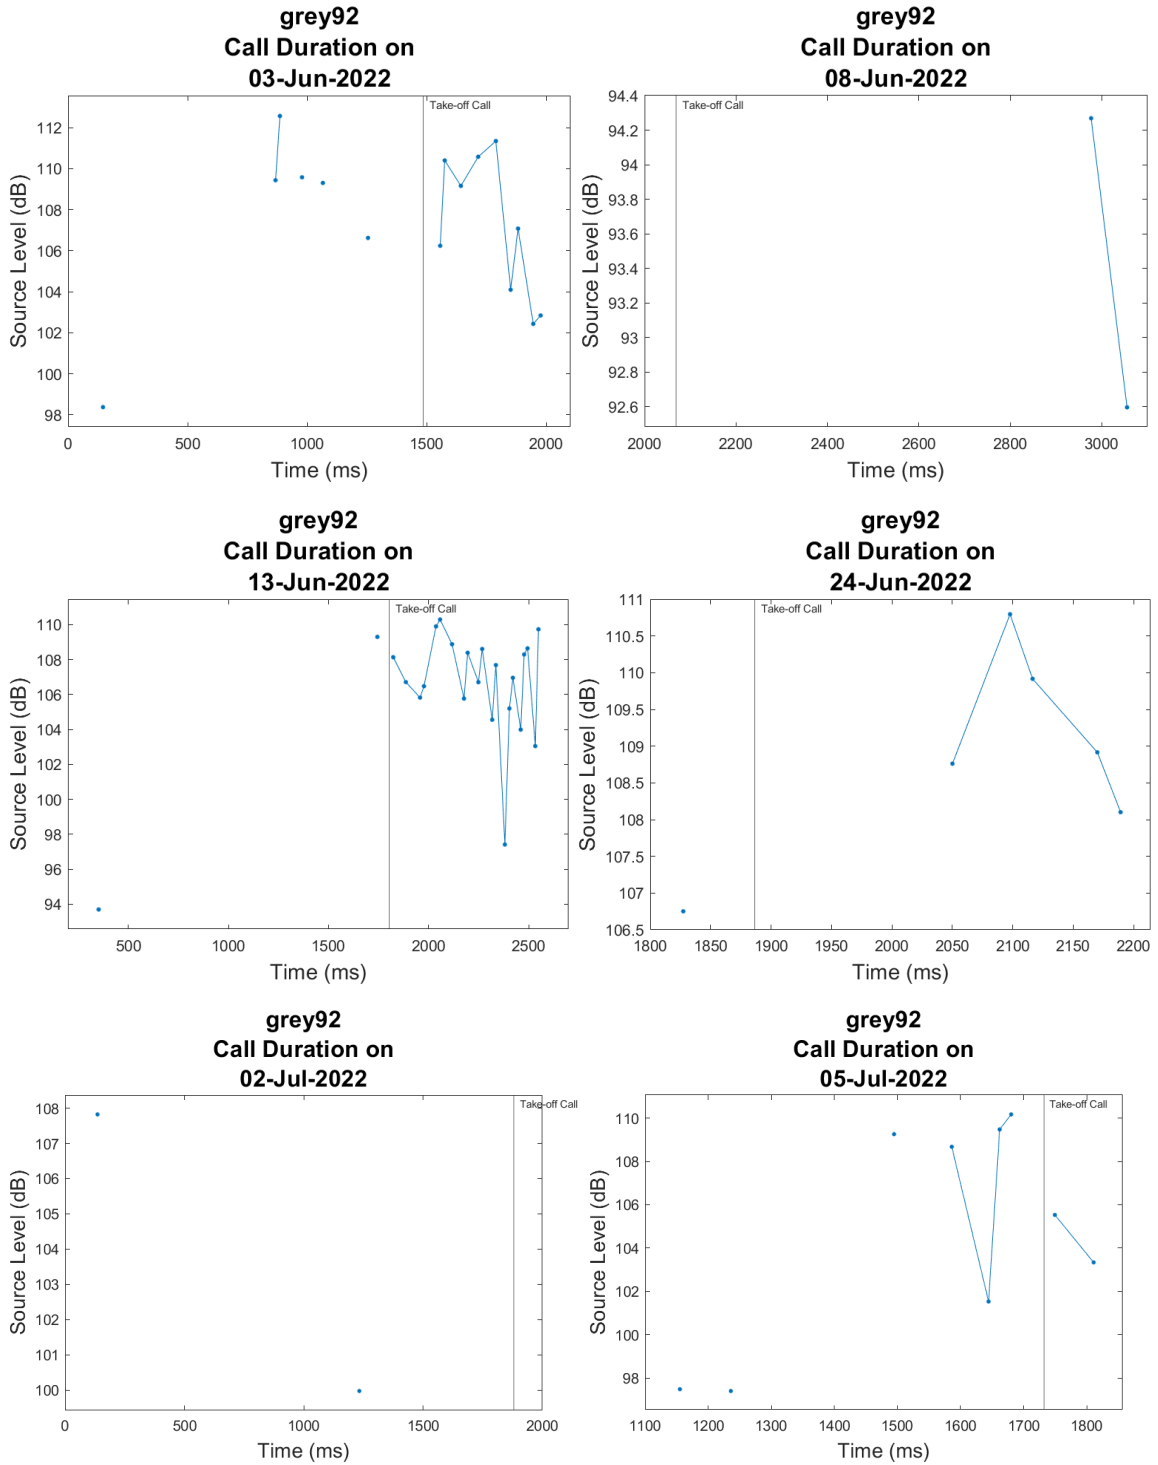 grey92
Call Duration on
03-Jun-2022
Take-off Call
112
110
108
106
104
102
100
98
0
500
1000
1500
2000
Source Level (dB)
Time (ms)
grey92
Call Duration on
08-Jun-2022
Take-off Call
94.4
94.2
94
93.8
93.6
93.4
93.2
93
92.8
92.6
2000
2200
2400
2600
2800
3000
Source Level (dB)
Time (ms)
grey92
Call Duration on
13-Jun-2022
Take-off Call
110
108
106
104
102
100
98
96
94
500
1000
1500
2000
2500
Source Level (dB)
Time (ms)
grey92
Call Duration on
24-Jun-2022
Take-off Call
111
110.5
110
109.5
109
108.5
108
107.5
107
106.5
1800
1850
1900
1950
2000
2050
2100
2150
2200
Source Level (dB)
Time (ms)
grey92
Call Duration on
02-Jul-2022
Take-off Call
108
107
106
105
104
103
102
101
100
0
500
1000
1500
2000
Source Level (dB)
Time (ms)
grey92
Call Duration on
05-Jul-2022
Take-off Call
110
108
106
104
102
100
98
1100
1200
1300
1400
1500
1600
1700
1800
Source Level (dB)
Time (ms)